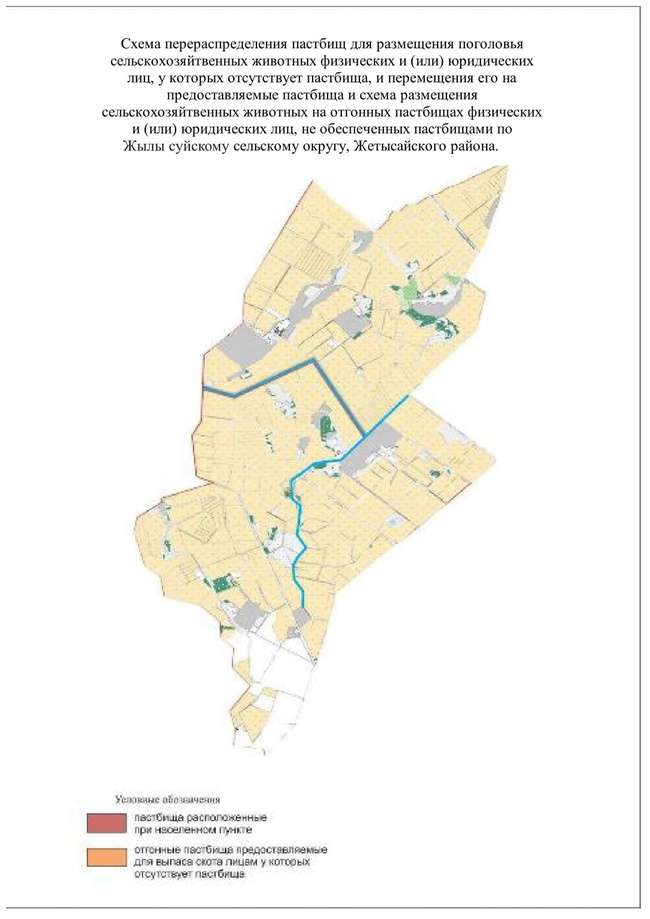 Схема перераспределения пастбищ для размещения поголовья
сельскохозяйтвенных животных физических и (или) юридических
лиц, у которых отсутствует пастбища, и перемещения его на
предоставляемые пастбища и схема размещения
сельскохозяйтвенных животных на отгонных пастбищах физических
и (или) юридических лиц, не обеспеченных пастбищами по
Жылы суйскому сельскому округу, Жетысайского района.
Условные обозначения
пастбища расположенные
при населенном пункте
отгонные пастбища предоставляемые
для выпаса скота лицам у которых
отсутствует пастбища